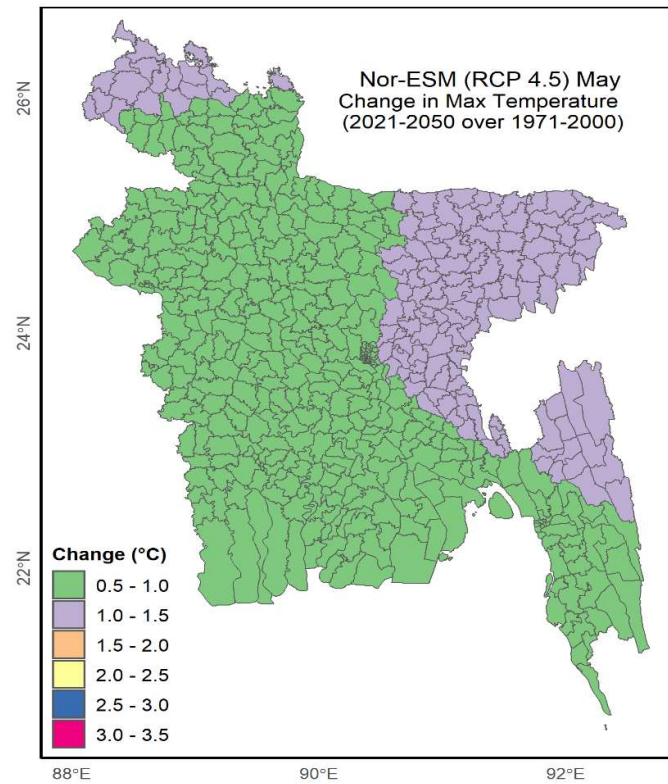 Nor-ESM (RCP 4.5) May
Change in Max Temperature
(2021-2050 over 1971-2000)
26°N
24°N
22°N
Change (°C)
0.5 - 1.0
1.0 - 1.5
1.5 - 2.0
2.0 - 2.5
2.5 - 3.0
3.0 - 3.5
88°E
90°E
92°E